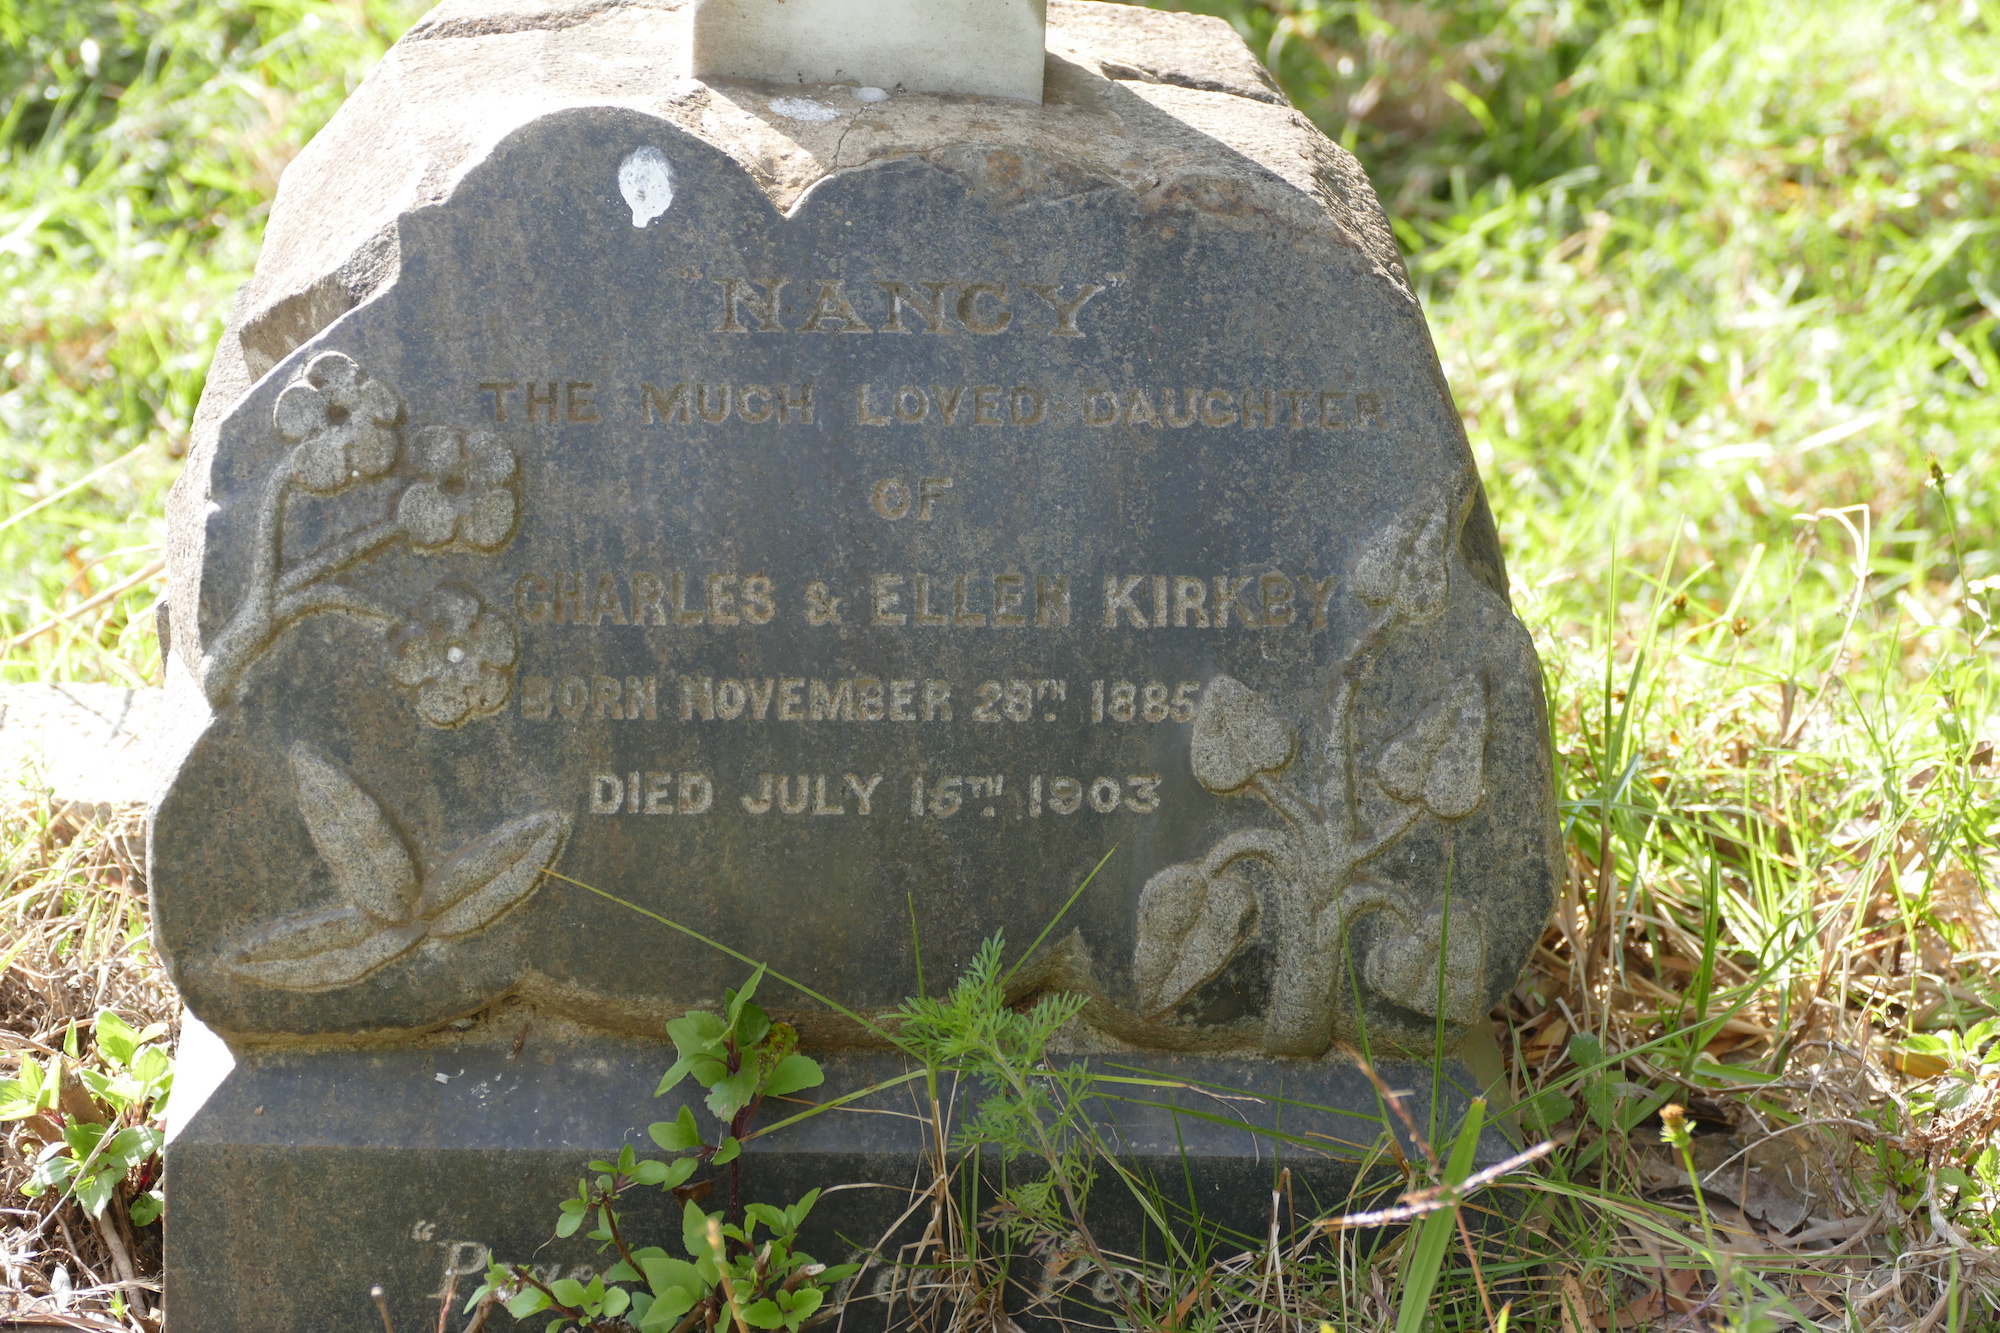 "NANCY"
THE MUCH LOVED DAUGHTER
OF
CHARLES & ELLEN KIRKBY
BORN NOVEMBER 28TH. 1885
DIED JULY 15TH. 1903